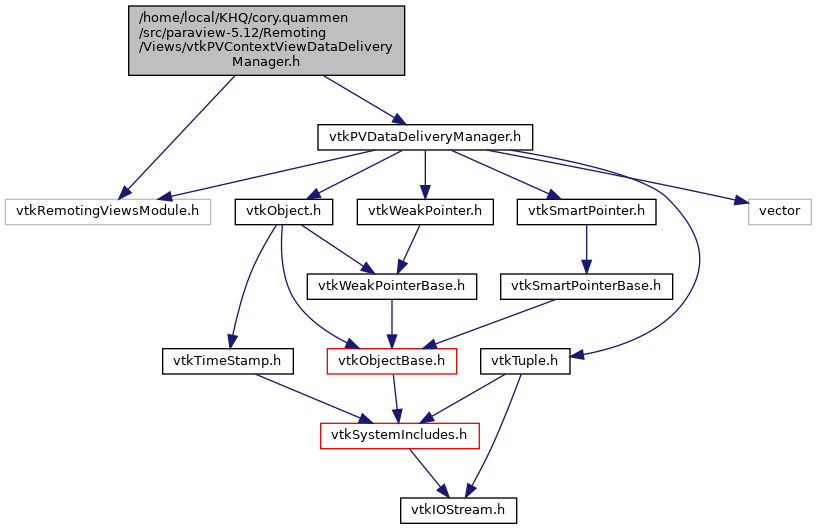 /home/local/KHQ/cory.quammen
/src/paraview-5.12/Remoting
/Views/vtkPVContextViewDataDelivery
Manager.h
vtkPVDataDeliveryManager.h
vtkRemotingViewsModule.h
vtkObject.h
vtkWeakPointer.h
vtkSmartPointer.h
vector
vtkWeakPointerBase.h
vtkSmartPointerBase.h
vtkTimeStamp.h
vtkObjectBase.h
vtkTuple.h
vtkSystemIncludes.h
vtkIOStream.h